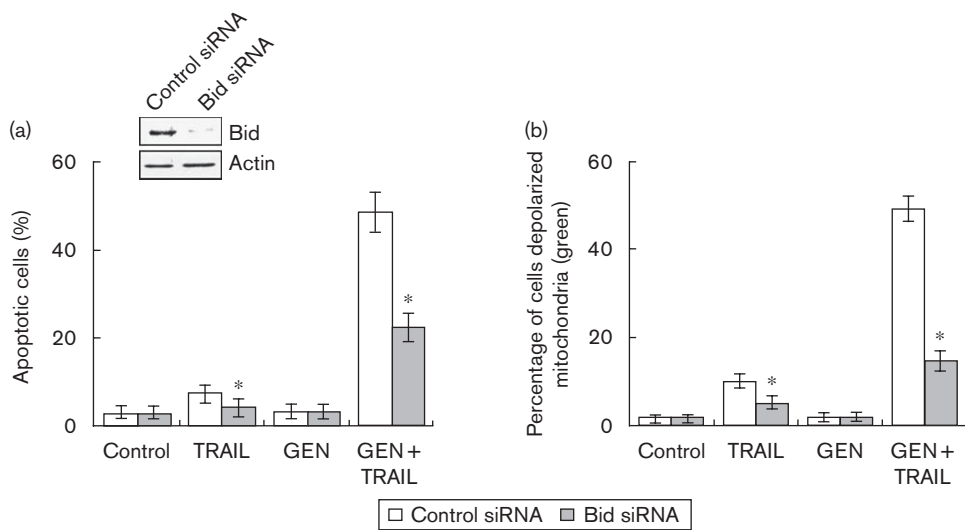 Control siRNA
Bid siRNA
Bid
Actin
(a)
Apoptotic cells (%)
60
40
20
0
Control
TRAIL
GEN
GEN +
TRAIL
*
*
(b)
Percentage of cells depolarized
mitochondria (green)
60
40
20
0
Control
TRAIL
GEN
GEN +
TRAIL
*
*
Control siRNA
Bid siRNA